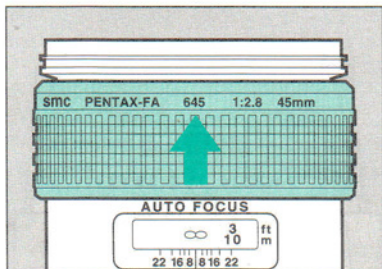 smc PENTAX-FA 645 1:2.8 45mm
AUTO FOCUS
∞ 3 ft
10 m
22 16 8 8 16 22